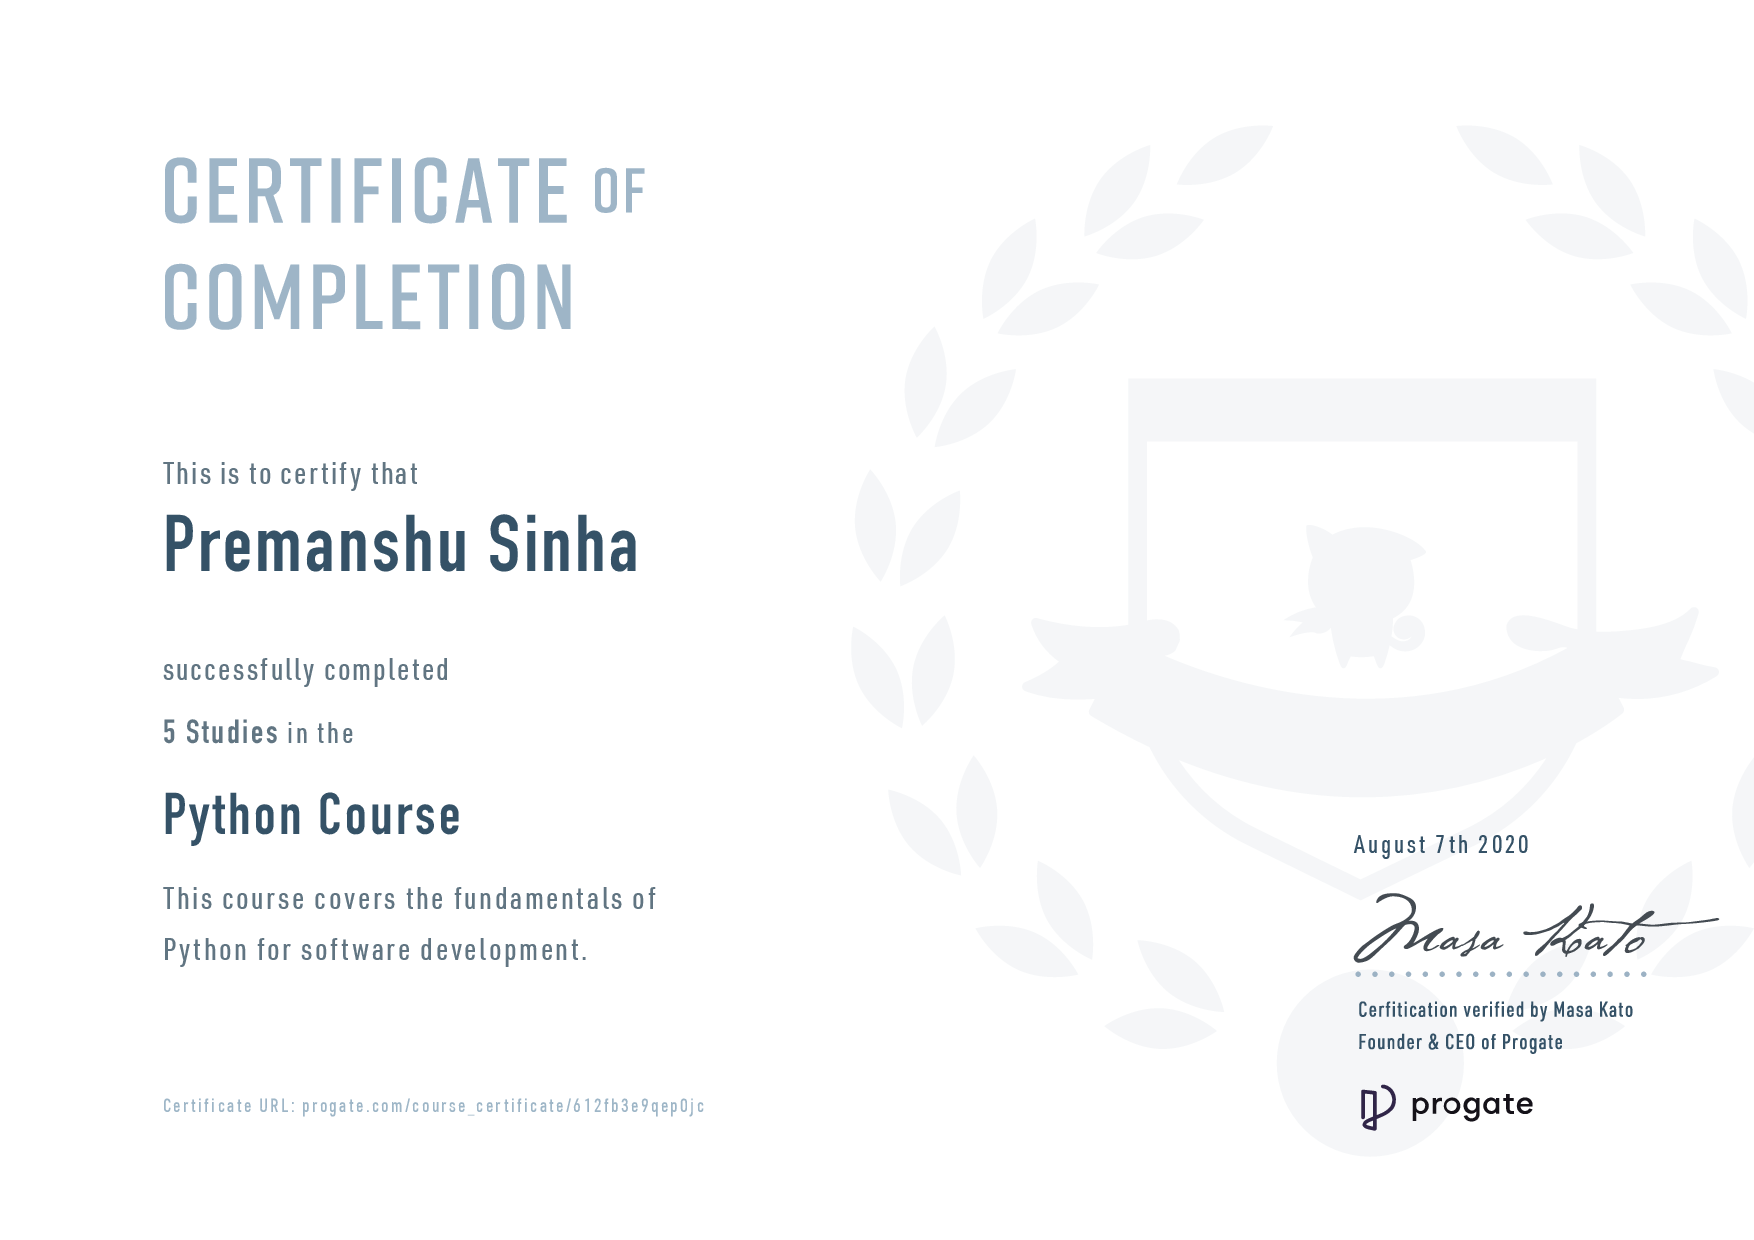 CERTIFICATE OF
COMPLETION
This is to certify that
Premanshu Sinha
successfully completed
5 Studies in the
Python Course
This course covers the fundamentals of
Python for software development.
Certificate URL: progate.com/course_certificate/612fb3e9qep0jc
August 7th 2020
Masa Kato
Cerfitication verified by Masa Kato
Founder & CEO of Progate
progate